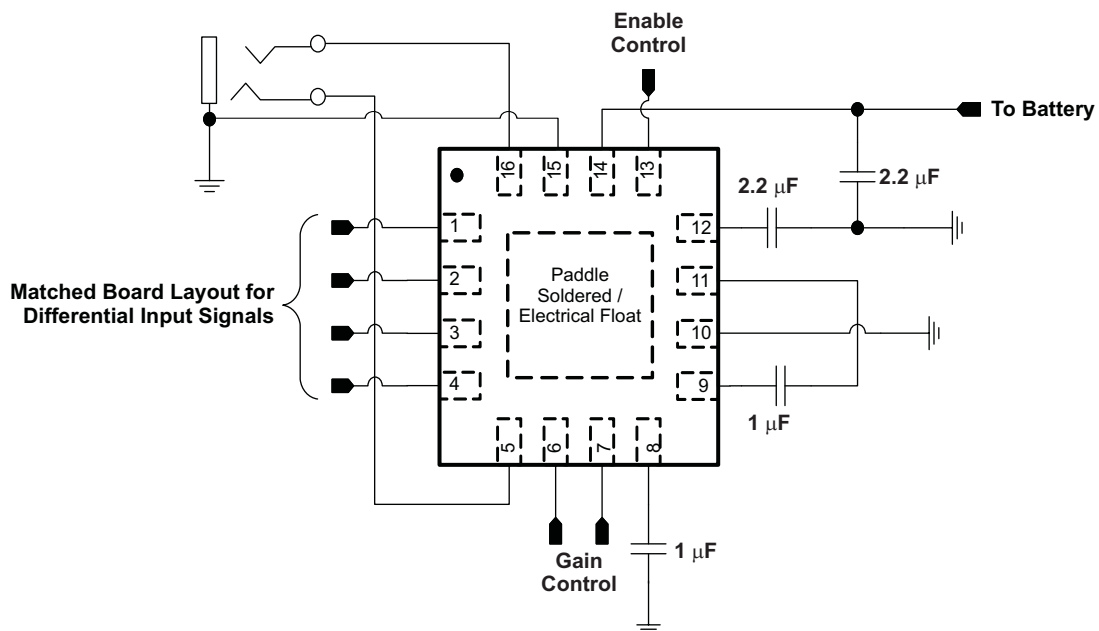 Enable
Control
To Battery
16
15
14
13
2.2 μF
2.2 μF
1
12
Matched Board Layout for
Differential Input Signals
2
11
Paddle
Soldered /
Electrical Float
3
10
4
9
1 μF
5
6
7
8
Gain
Control
1 μF